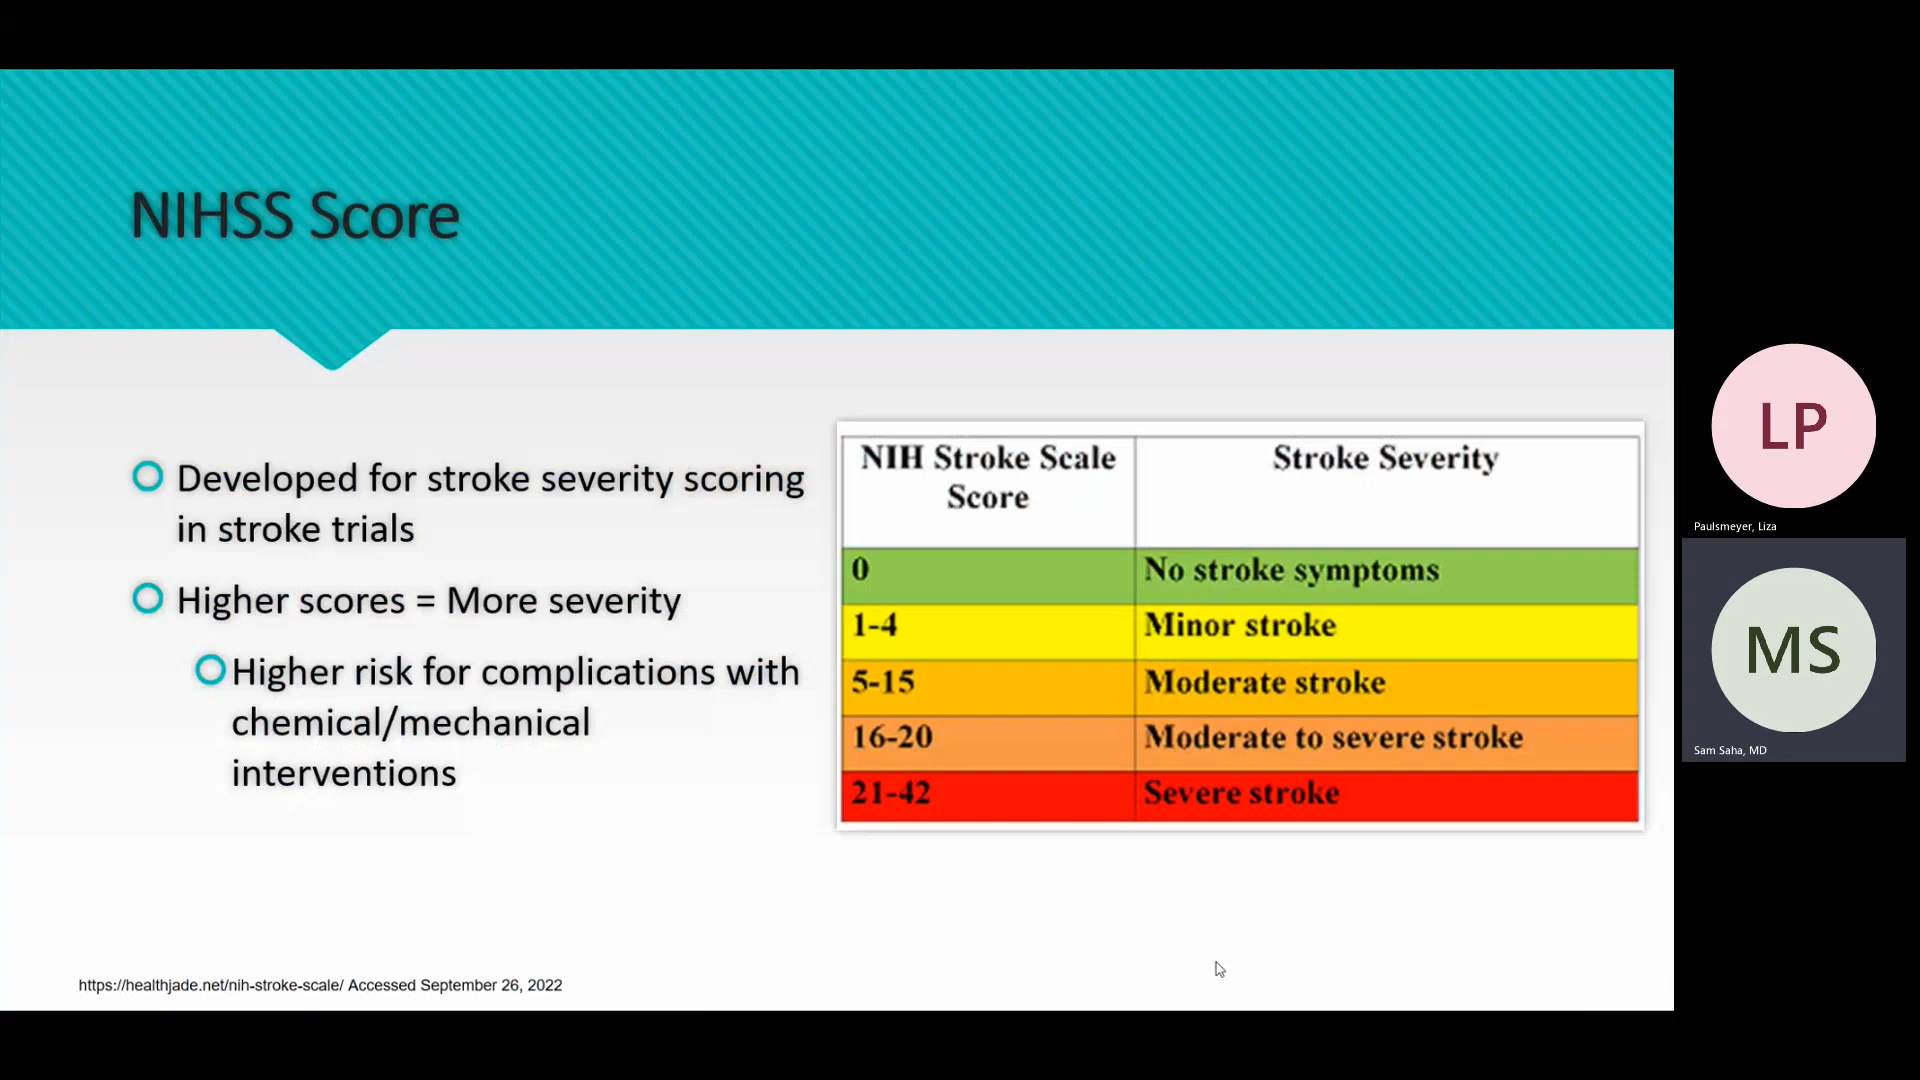 NIHSS Score
Developed for stroke severity scoring
in stroke trials
Higher scores = More severity
Higher risk for complications with
chemical/mechanical
interventions
NIH Stroke Scale Stroke Severity
Score
0 No stroke symptoms
1-4 Minor stroke
5-15 Moderate stroke
16-20 Moderate to severe stroke
21-42 Severe stroke
https://healthjade.net/nih-stroke-scale/ Accessed September 26, 2022
LP
Paulsmeyer, Liza
MS
Sam Saha, MD